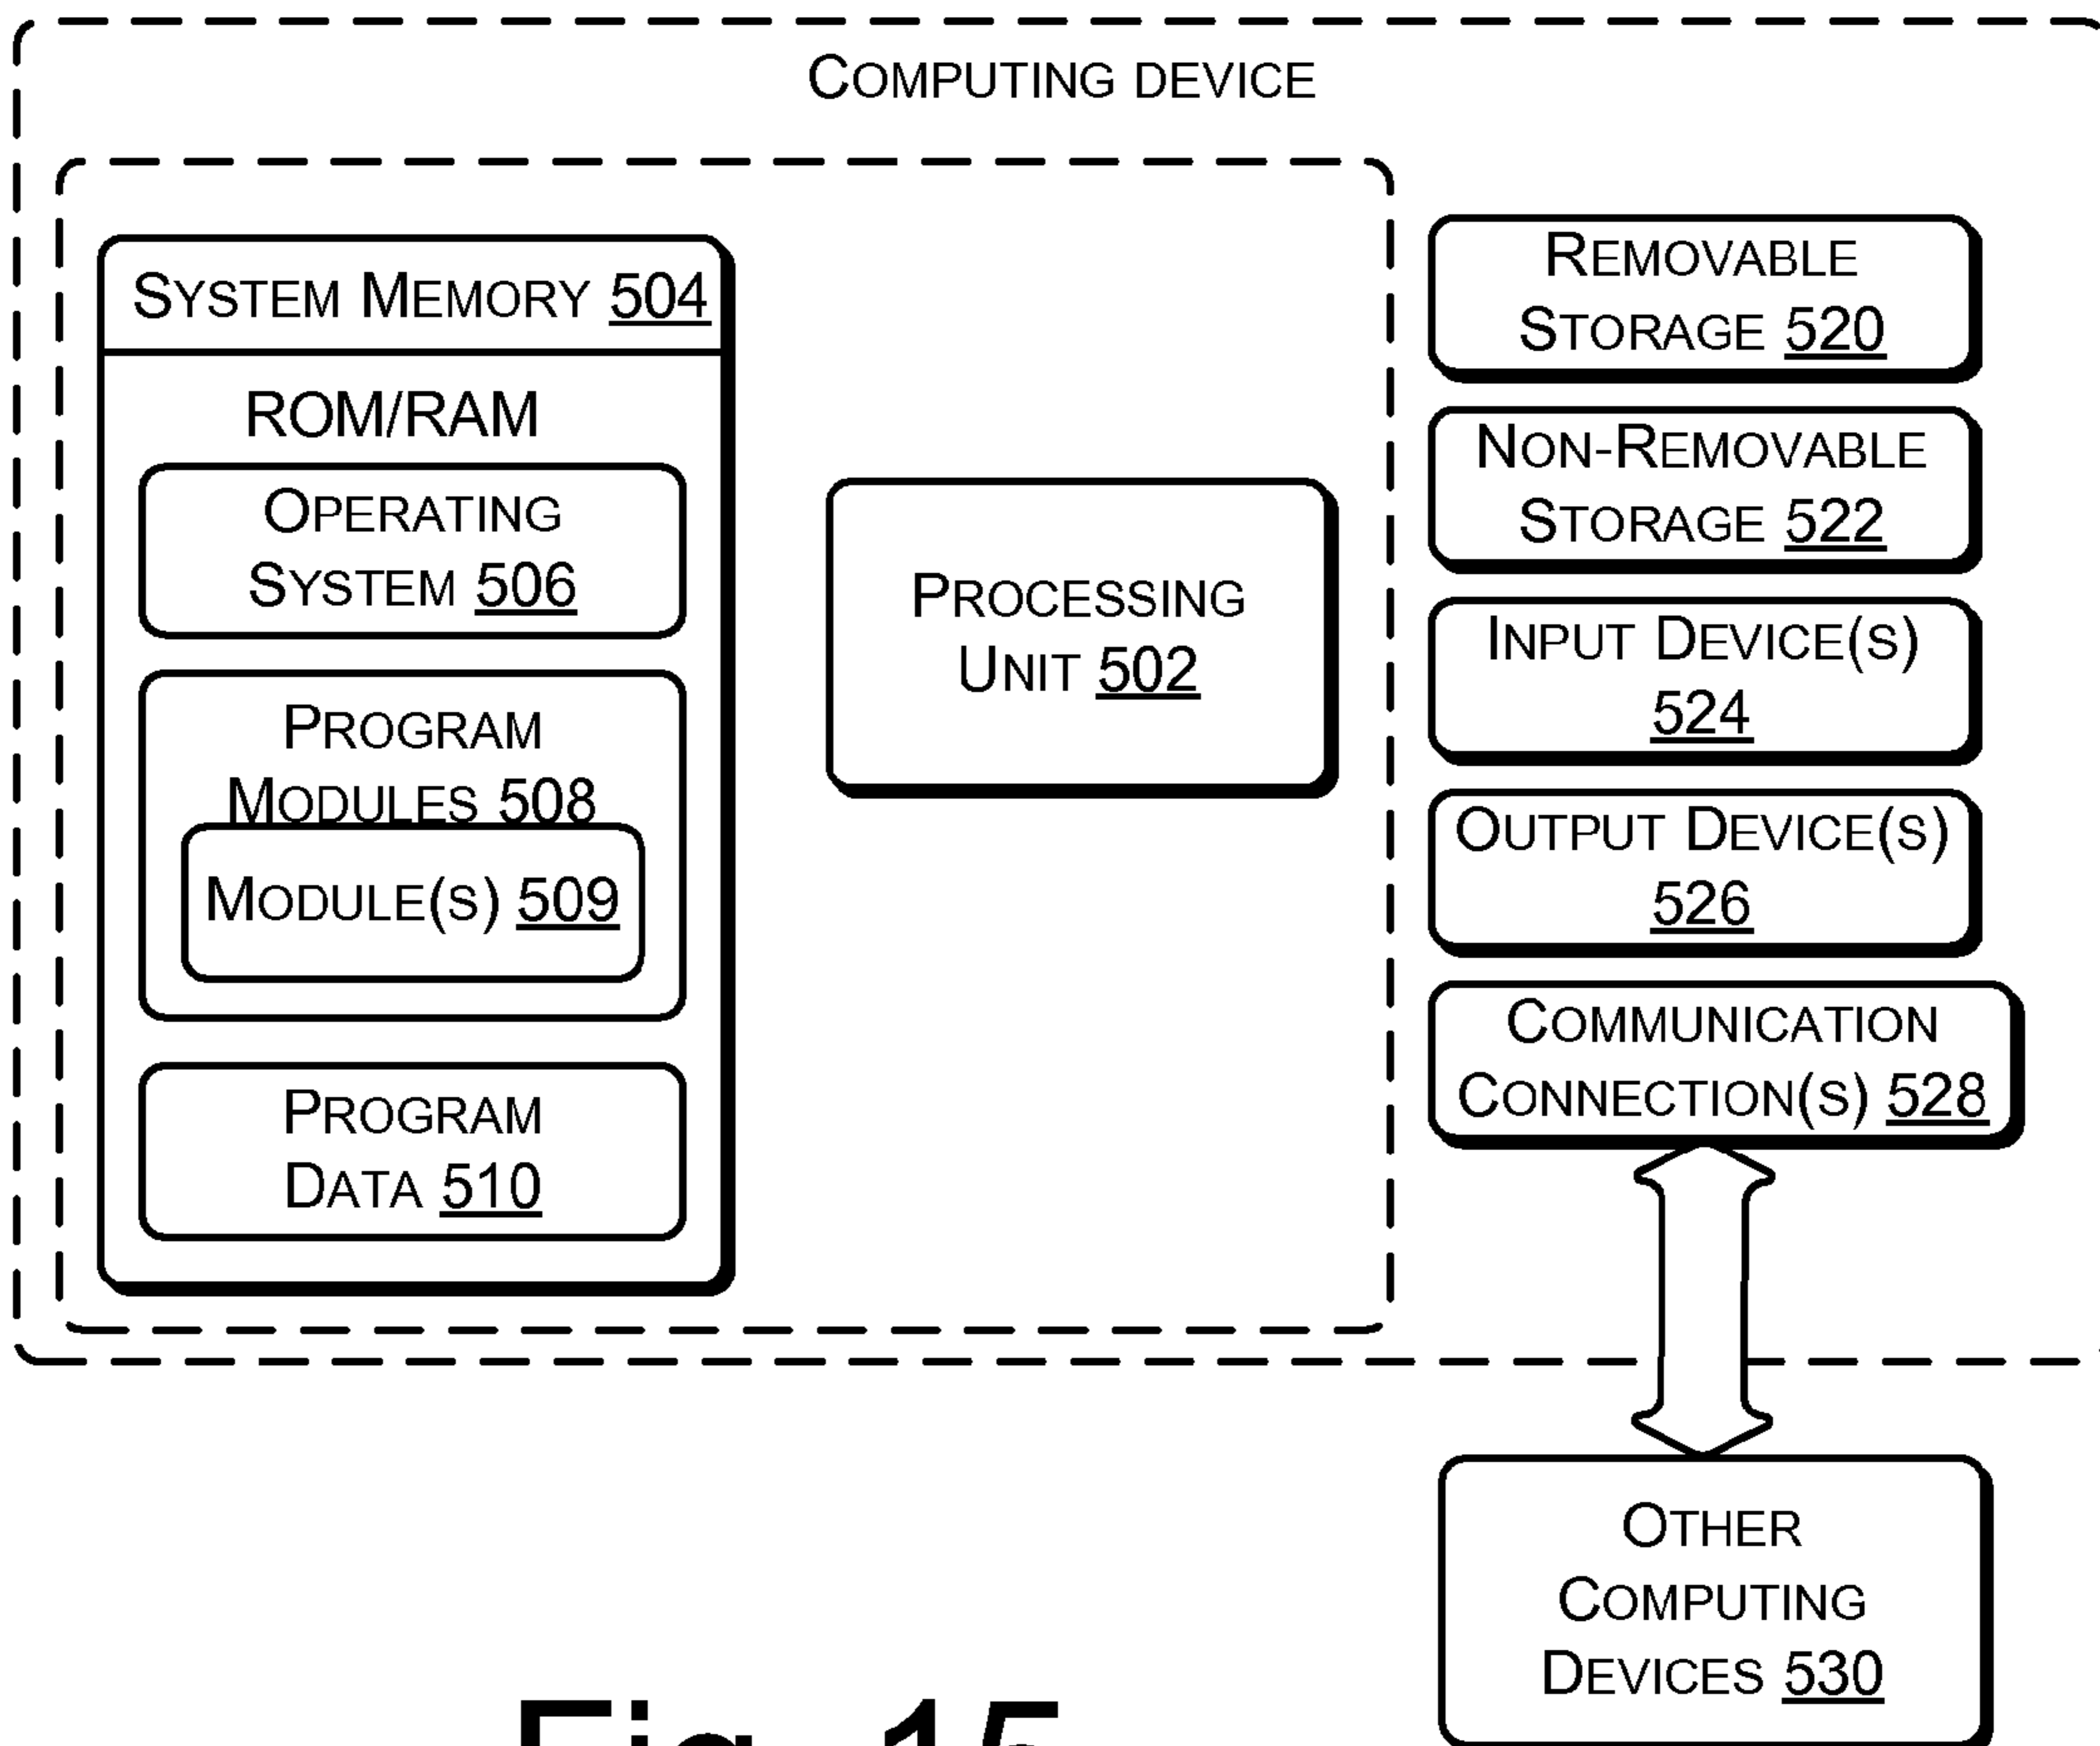 COMPUTING DEVICE
SYSTEM MEMORY 504
ROM/RAM
OPERATING
SYSTEM 506
PROGRAM
MODULES 508
MODULE(S) 509
PROGRAM
DATA 510
PROCESSING
UNIT 502
REMOVABLE
STORAGE 520
NON-REMOVABLE
STORAGE 522
INPUT DEVICE(S)
524
OUTPUT DEVICE(S)
526
COMMUNICATION
CONNECTION(S) 528
OTHER
COMPUTING
DEVICES 530
Fig. 15